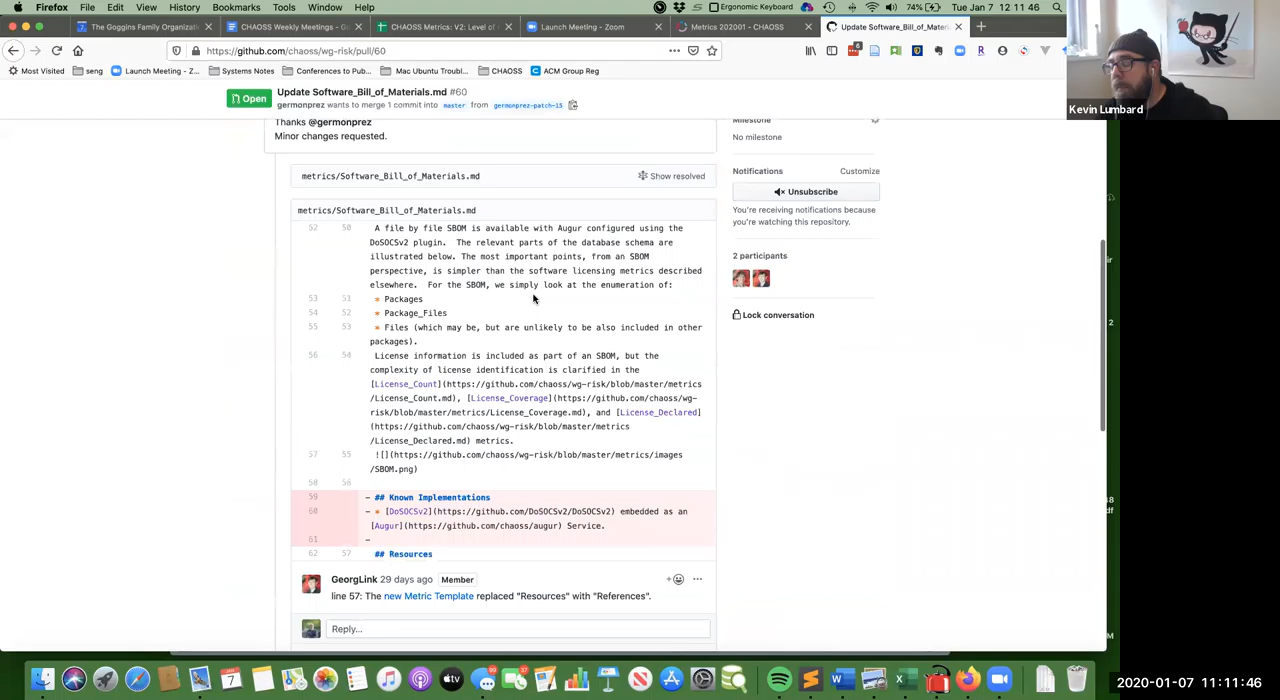 Firefox File Edit View History Bookmarks Tools Window Help
Ergonomic Keyboard 74% Tue Jan 7 12 11 46
The Goggins Family Organizati
CHAOSS Weekly Meetings - G
CHAOSS Metrics: V2: Level of
Launch Meeting - Zoom
Metrics 202001 - CHAOSS
Update Software_Bill_of_Materi
https://github.com/chaoss/wg-risk/pull/60
Most Visited seng Launch Meeting - Z... Systems Notes Conferences to Pub... Mac Ubuntu Troubl... CHAOSS ACM Group Reg
Kevin Lumbard
Open
Update Software_Bill_of_Materials.md #60
germonprez wants to merge 1 commit into master from germonprez-patch-15
Thanks @germonprez
Minor changes requested.
metrics/Software_Bill_of_Materials.md Show resolved
metrics/Software_Bill_of_Materials.md
52 50 A file by file SBOM is available with Augur configured using the
DoSOCSv2 plugin. The relevant parts of the database schema are
illustrated below. The most important points, from an SBOM
perspective, is simpler than the software licensing metrics described
elsewhere. For the SBOM, we simply look at the enumeration of:
53 51 * Packages
54 52 * Package_Files
55 53 * Files (which may be, but are unlikely to be also included in other
packages).
56 54 License information is included as part of an SBOM, but the
complexity of license identification is clarified in the
[License_Count](https://github.com/chaoss/wg-risk/blob/master/metrics
/License_Count.md), [License_Coverage](https://github.com/chaoss/wg-
risk/blob/master/metrics/License_Coverage.md), and [License_Declared]
(https://github.com/chaoss/wg-risk/blob/master/metrics
/License_Declared.md) metrics.
57 55 ![](https://github.com/chaoss/wg-risk/blob/master/metrics/images
/SBOM.png)
58 56
59 - ## Known Implementations
60 - * [DoSOCSv2](https://github.com/DoSOCSv2/DoSOCSv2) embedded as an
[Augur](https://github.com/chaoss/augur) Service.
61 -
62 57 ## Resources
GeorgLink 29 days ago Member
line 57: The new Metric Template replaced "Resources" with "References".
Reply...
Milestone
No milestone
Notifications Customize
Unsubscribe
You're receiving notifications because
you're watching this repository.
2 participants
Lock conversation
2020-01-07 11:11:46